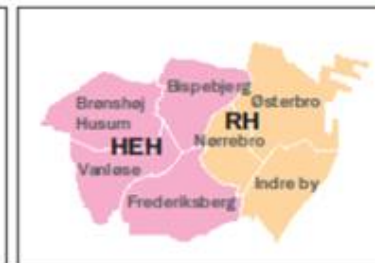 Bispebjerg
Brønshøj
Husum
Østerbro
RH
Nørrebro
HEH
Vanløse
Indre by
Frederiksberg